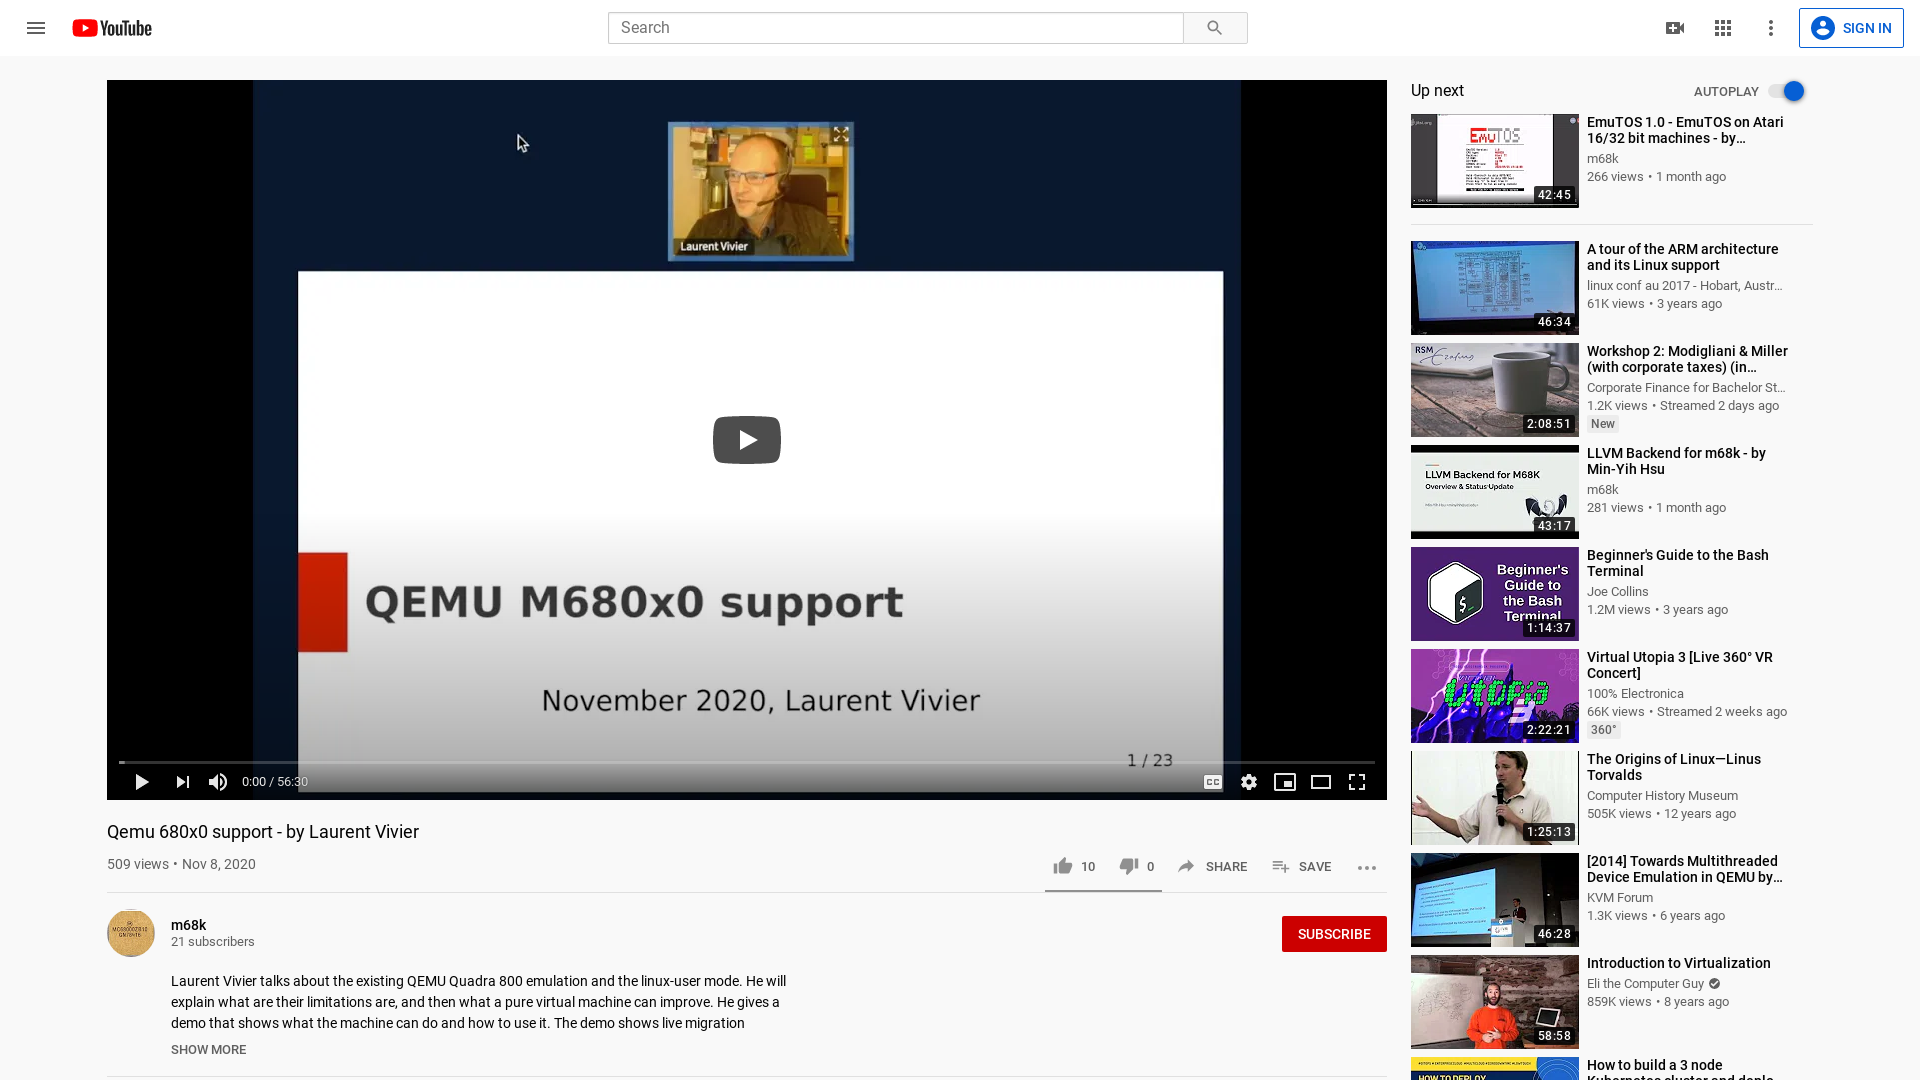 YouTube
Search
SIGN IN
Laurent Vivier
QEMU M680x0 support
November 2020, Laurent Vivier
1 / 23
0:00 / 56:30
CC
Qemu 680x0 support - by Laurent Vivier
509 views • Nov 8, 2020
10
0
SHARE
SAVE
m68k
21 subscribers
SUBSCRIBE
Laurent Vivier talks about the existing QEMU Quadra 800 emulation and the linux-user mode. He will
explain what are their limitations are, and then what a pure virtual machine can improve. He gives a
demo that shows what the machine can do and how to use it. The demo shows live migration
SHOW MORE
Up next
AUTOPLAY
EmuTOS
42:45
EmuTOS 1.0 - EmuTOS on Atari
16/32 bit machines - by…
m68k
266 views • 1 month ago
46:34
A tour of the ARM architecture
and its Linux support
linux conf au 2017 - Hobart, Austr…
61K views • 3 years ago
RSM
Erasmus
2:08:51
Workshop 2: Modigliani & Miller
(with corporate taxes) (in…
Corporate Finance for Bachelor St…
1.2K views • Streamed 2 days ago
New
LLVM Backend for M68K
Overview & Status Update
43:17
LLVM Backend for m68k - by
Min-Yih Hsu
m68k
281 views • 1 month ago
Beginner's
Guide to
the Bash
Terminal
1:14:37
Beginner's Guide to the Bash
Terminal
Joe Collins
1.2M views • 3 years ago
Virtual
Utopia
3
2:22:21
Virtual Utopia 3 [Live 360° VR
Concert]
100% Electronica
66K views • Streamed 2 weeks ago
360°
1:25:13
The Origins of Linux—Linus
Torvalds
Computer History Museum
505K views • 12 years ago
46:28
[2014] Towards Multithreaded
Device Emulation in QEMU by…
KVM Forum
1.3K views • 6 years ago
58:58
Introduction to Virtualization
Eli the Computer Guy
859K views • 8 years ago
HOW TO DEPLOY
How to build a 3 node
Kubernetes cluster and deplo…